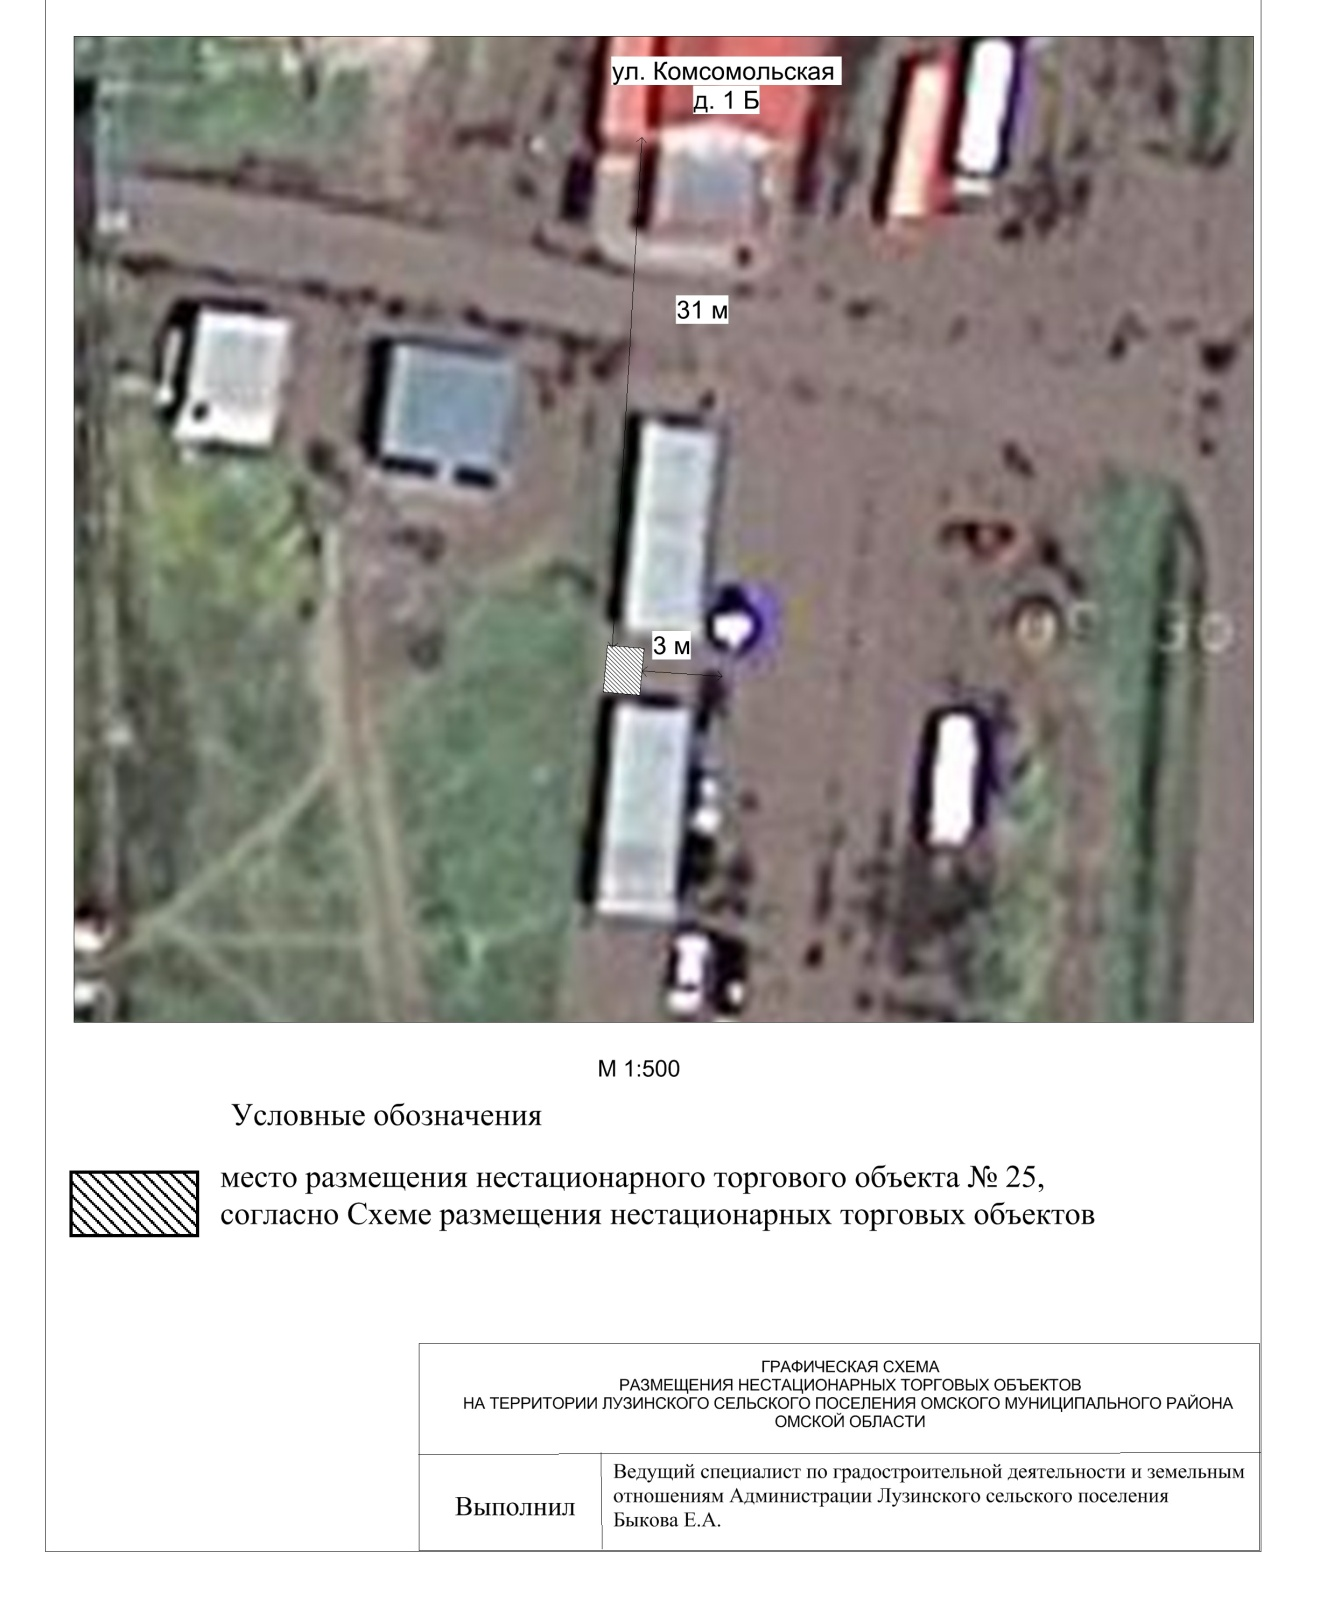 ул. Комсомольская
д. 1 Б
31 м
3 м
М 1:500
Условные обозначения
место размещения нестационарного торгового объекта № 25,
согласно Схеме размещения нестационарных торговых объектов
ГРАФИЧЕСКАЯ СХЕМА
РАЗМЕЩЕНИЯ НЕСТАЦИОНАРНЫХ ТОРГОВЫХ ОБЪЕКТОВ
НА ТЕРРИТОРИИ ЛУЗИНСКОГО СЕЛЬСКОГО ПОСЕЛЕНИЯ ОМСКОГО МУНИЦИПАЛЬНОГО РАЙОНА
ОМСКОЙ ОБЛАСТИ
Выполнил
Ведущий специалист по градостроительной деятельности и земельным
отношениям Администрации Лузинского сельского поселения
Быкова Е.А.